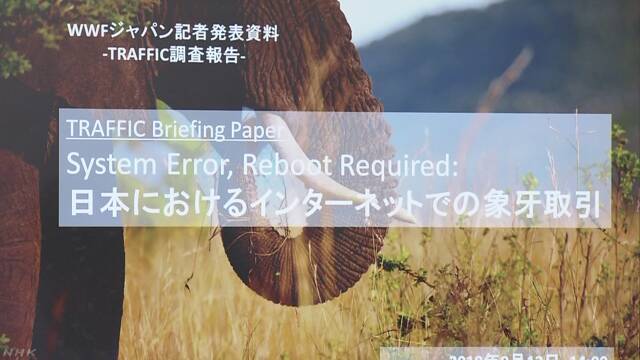 WWFジャパン記者発表資料
-TRAFFIC調査報告-
TRAFFIC Briefing Paper
System Error, Reboot Required:
日本におけるインターネットでの象牙取引
NHK